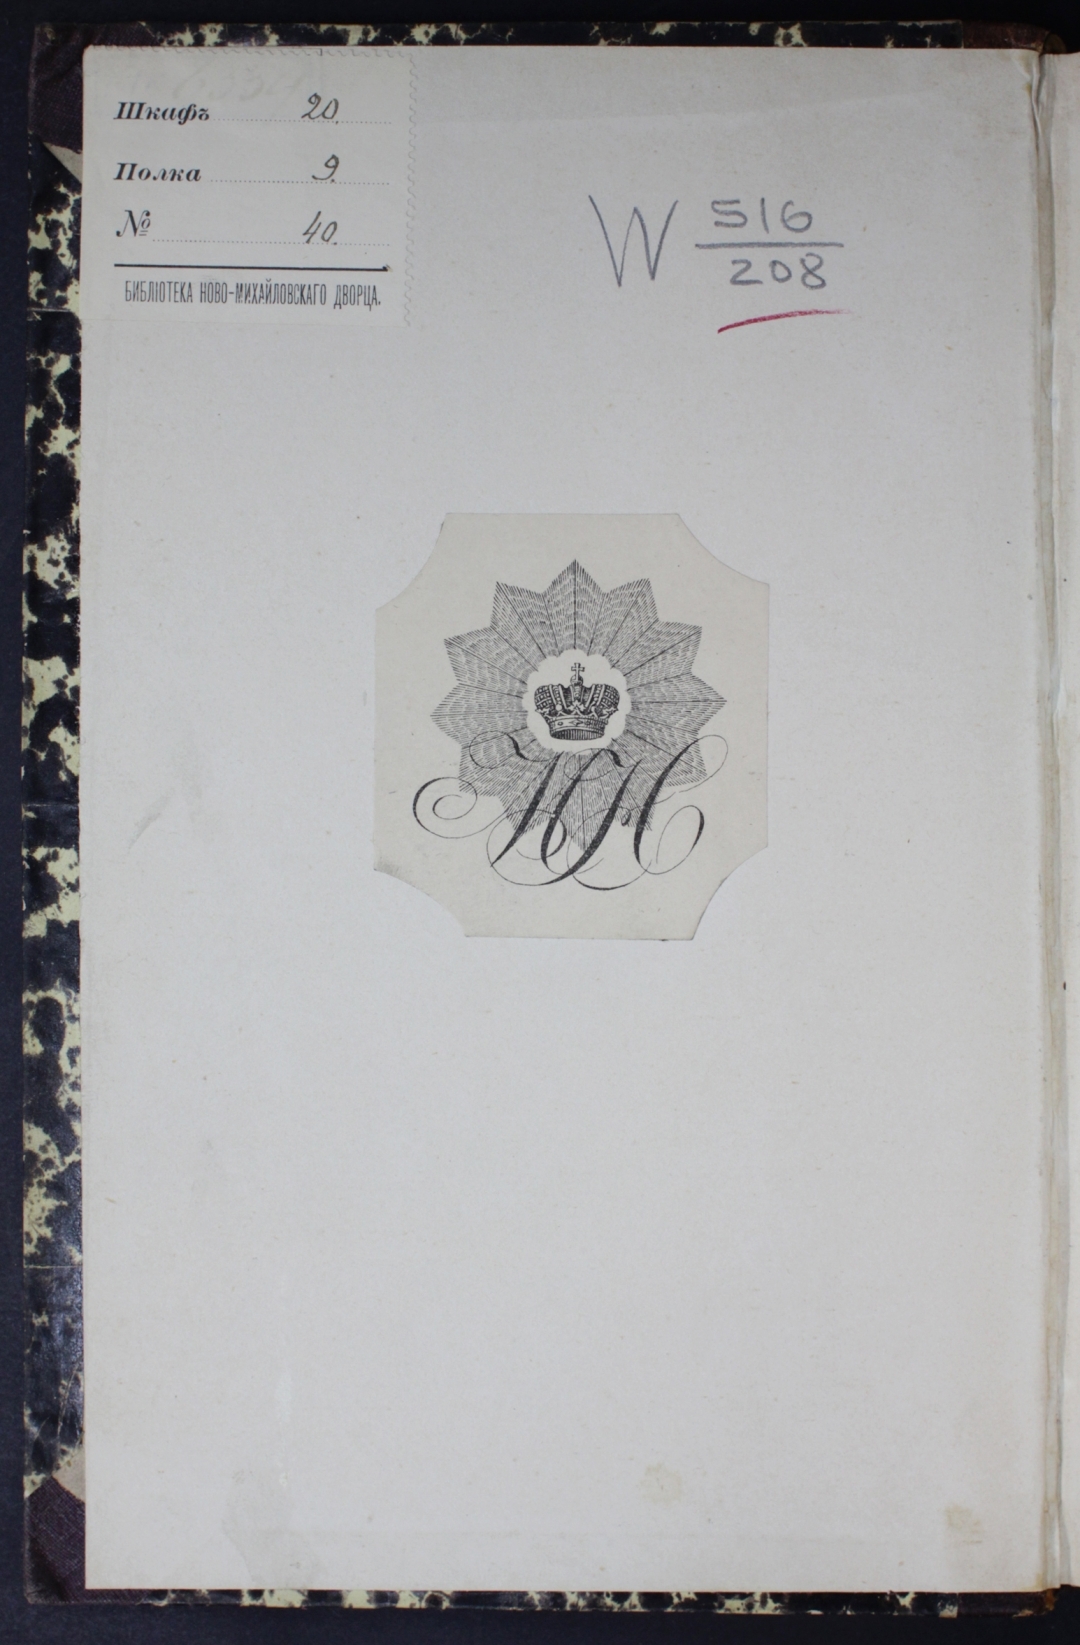 Шкафъ 20.
Полка 9.
№ 40.
БИБЛІОТЕКА НОВО-МИХАЙЛОВСКАГО ДВОРЦА.
W 516
208